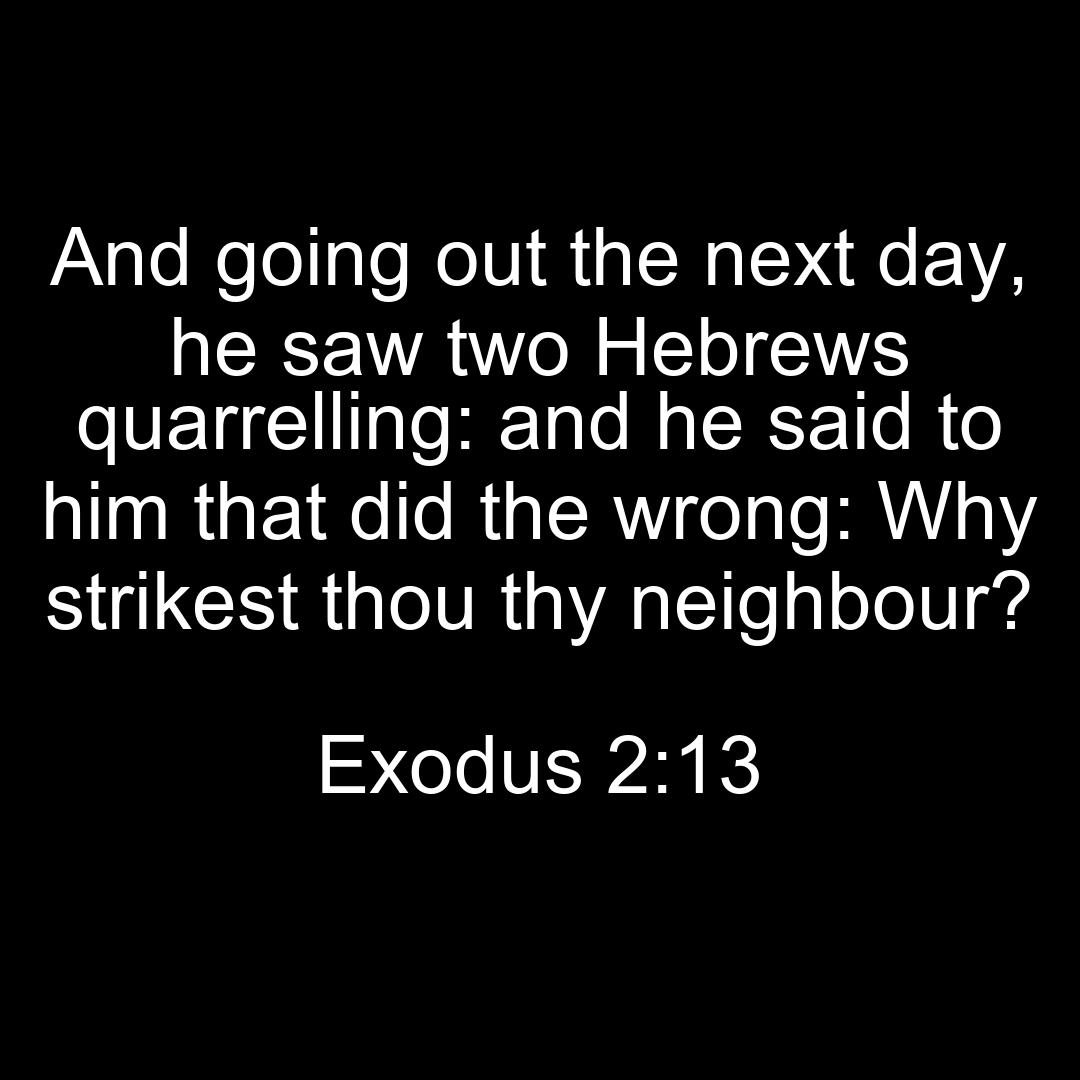 And going out the next day,
he saw two Hebrews
quarrelling: and he said to
him that did the wrong: Why
strikest thou thy neighbour?
Exodus 2:13